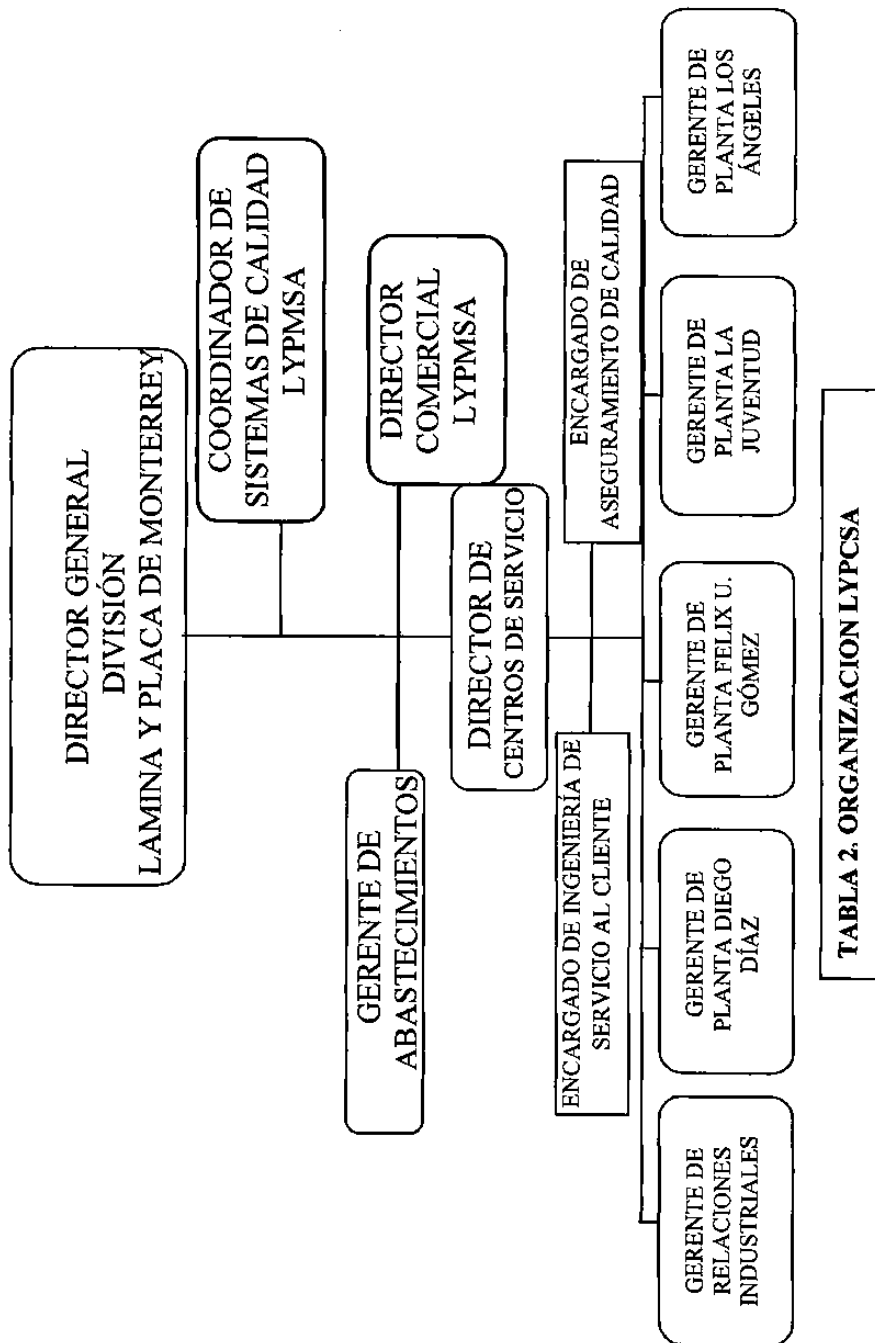 DIRECTOR GENERAL
DIVISIÓN
LAMINA Y PLACA DE MONTERREY
COORDINADOR DE
SISTEMAS DE CALIDAD
LYPMSA
GERENTE DE
ABASTECIMIENTOS
DIRECTOR
COMERCIAL
LYPMSA
DIRECTOR DE
CENTROS DE SERVICIO
ENCARGADO DE INGENIERÍA DE
SERVICIO AL CLIENTE
ENCARGADO DE
ASEGURAMIENTO DE CALIDAD
GERENTE DE
RELACIONES
INDUSTRIALES
GERENTE DE
PLANTA DIEGO
DÍAZ
GERENTE DE
PLANTA FELIX U.
GÓMEZ
GERENTE DE
PLANTA LA
JUVENTUD
GERENTE DE
PLANTA LOS
ÁNGELES
TABLA 2. ORGANIZACION LYPCSA